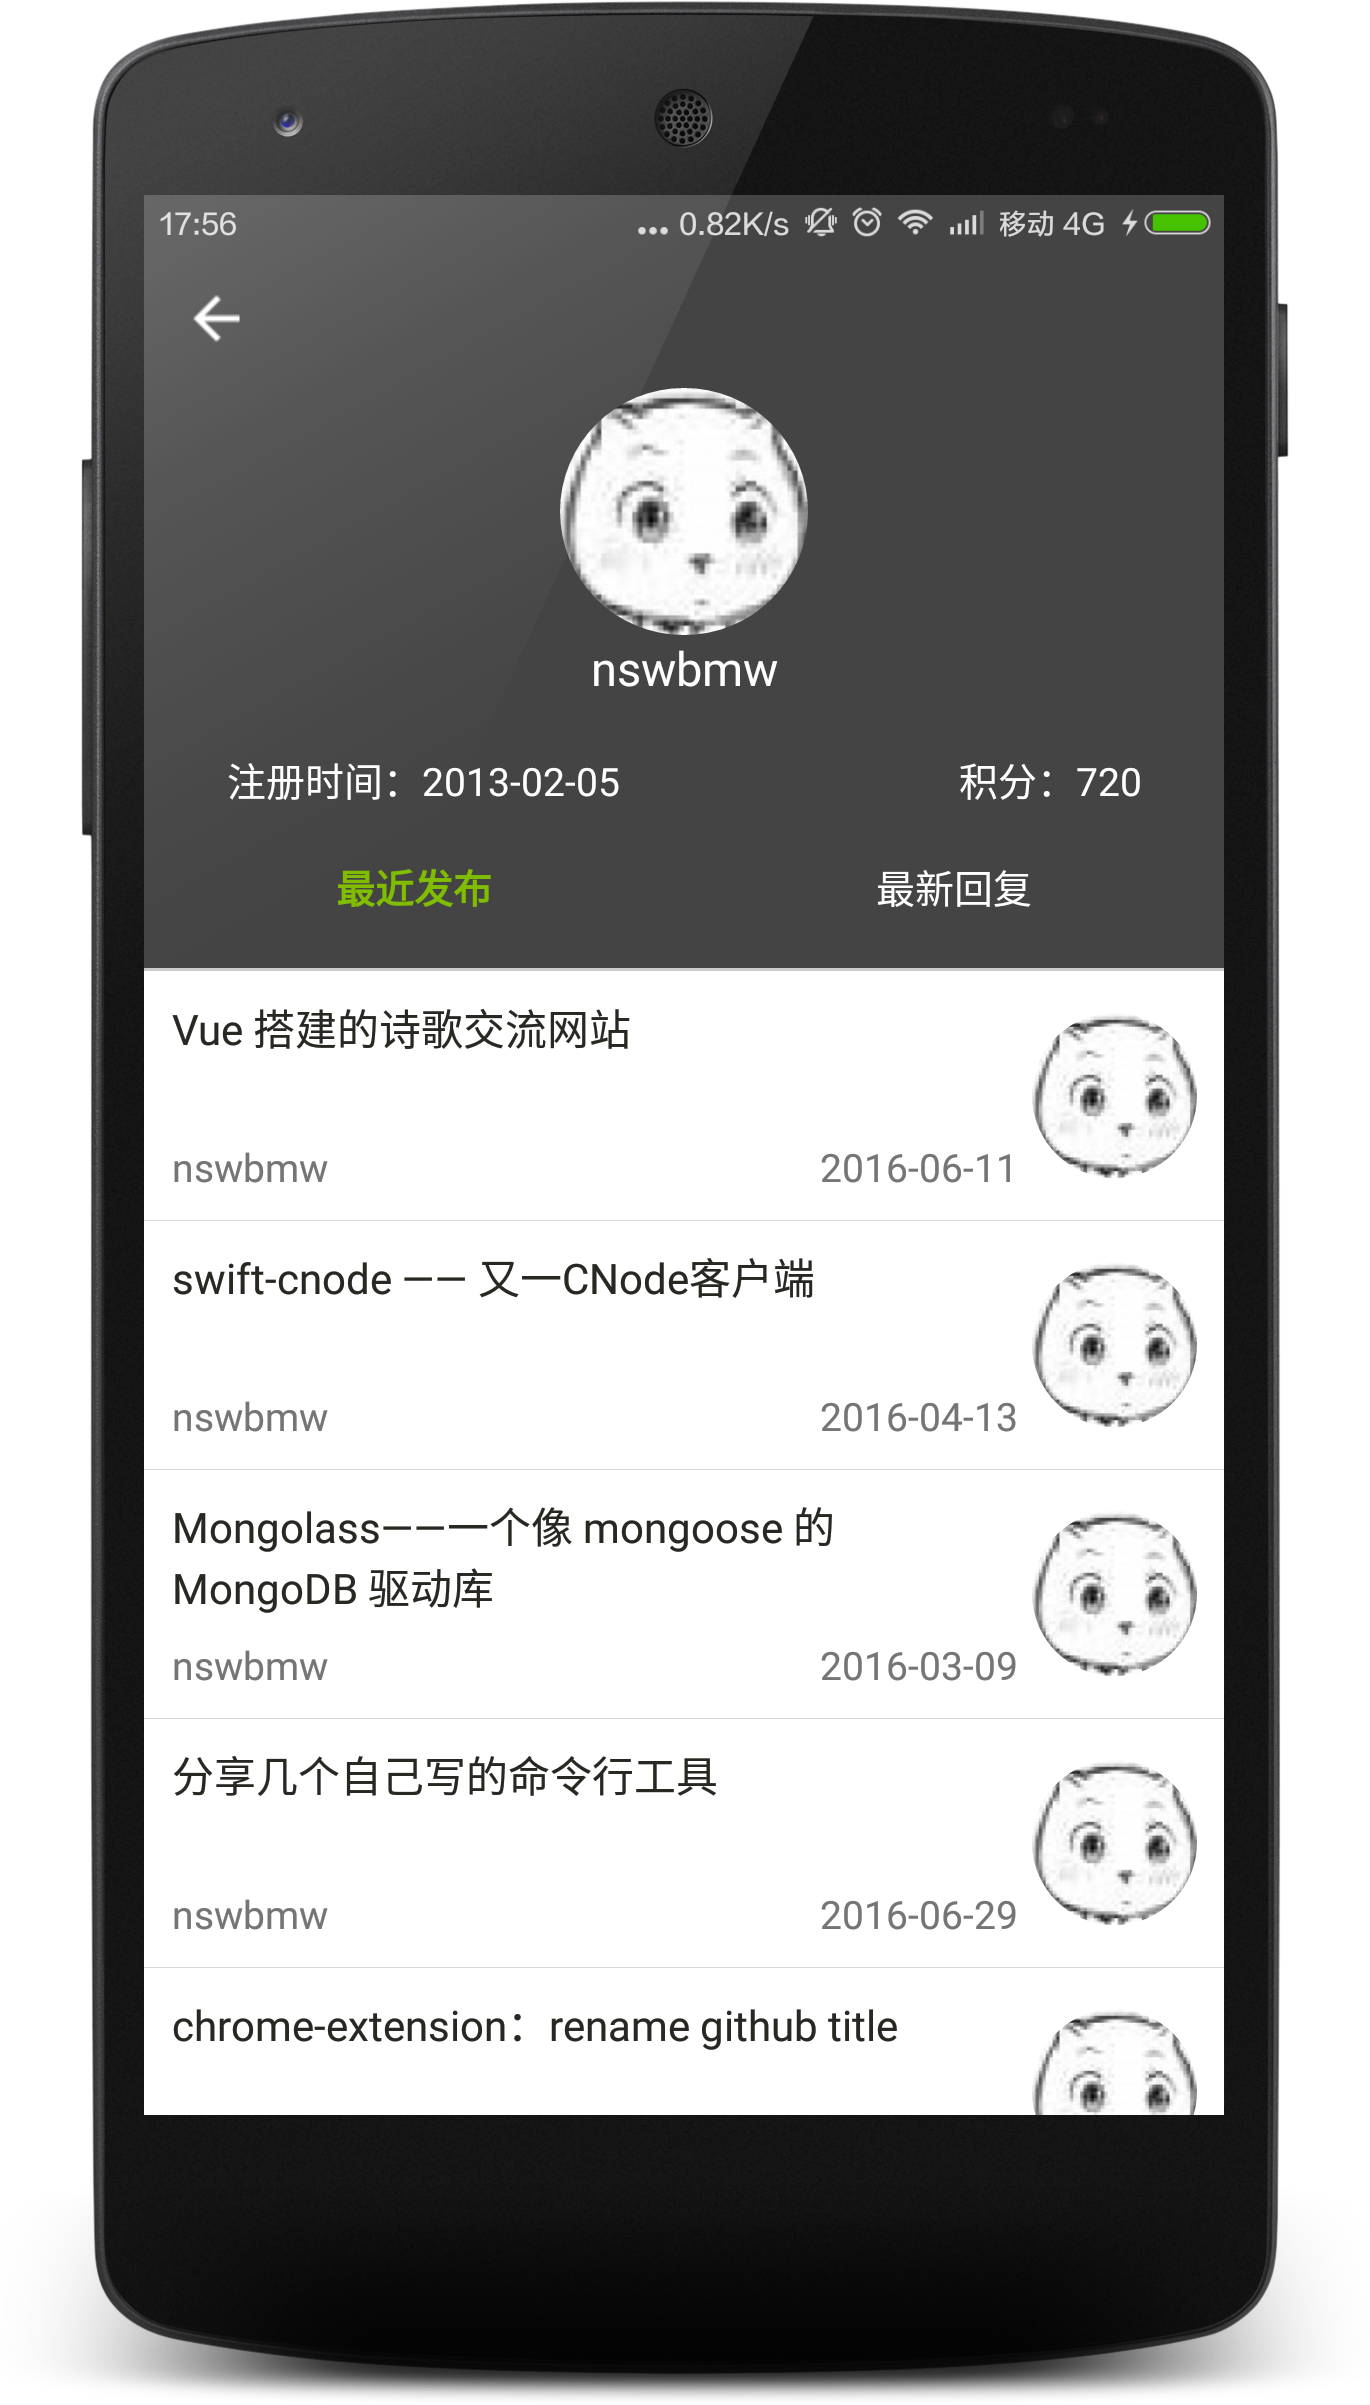 17:56 ... 0.82K/s 移动 4G
nswbmw
注册时间：2013-02-05 积分：720
最近发布 最新回复
Vue 搭建的诗歌交流网站
nswbmw 2016-06-11
swift-cnode —— 又一CNode客户端
nswbmw 2016-04-13
Mongolass——一个像 mongoose 的
MongoDB 驱动库
nswbmw 2016-03-09
分享几个自己写的命令行工具
nswbmw 2016-06-29
chrome-extension：rename github title